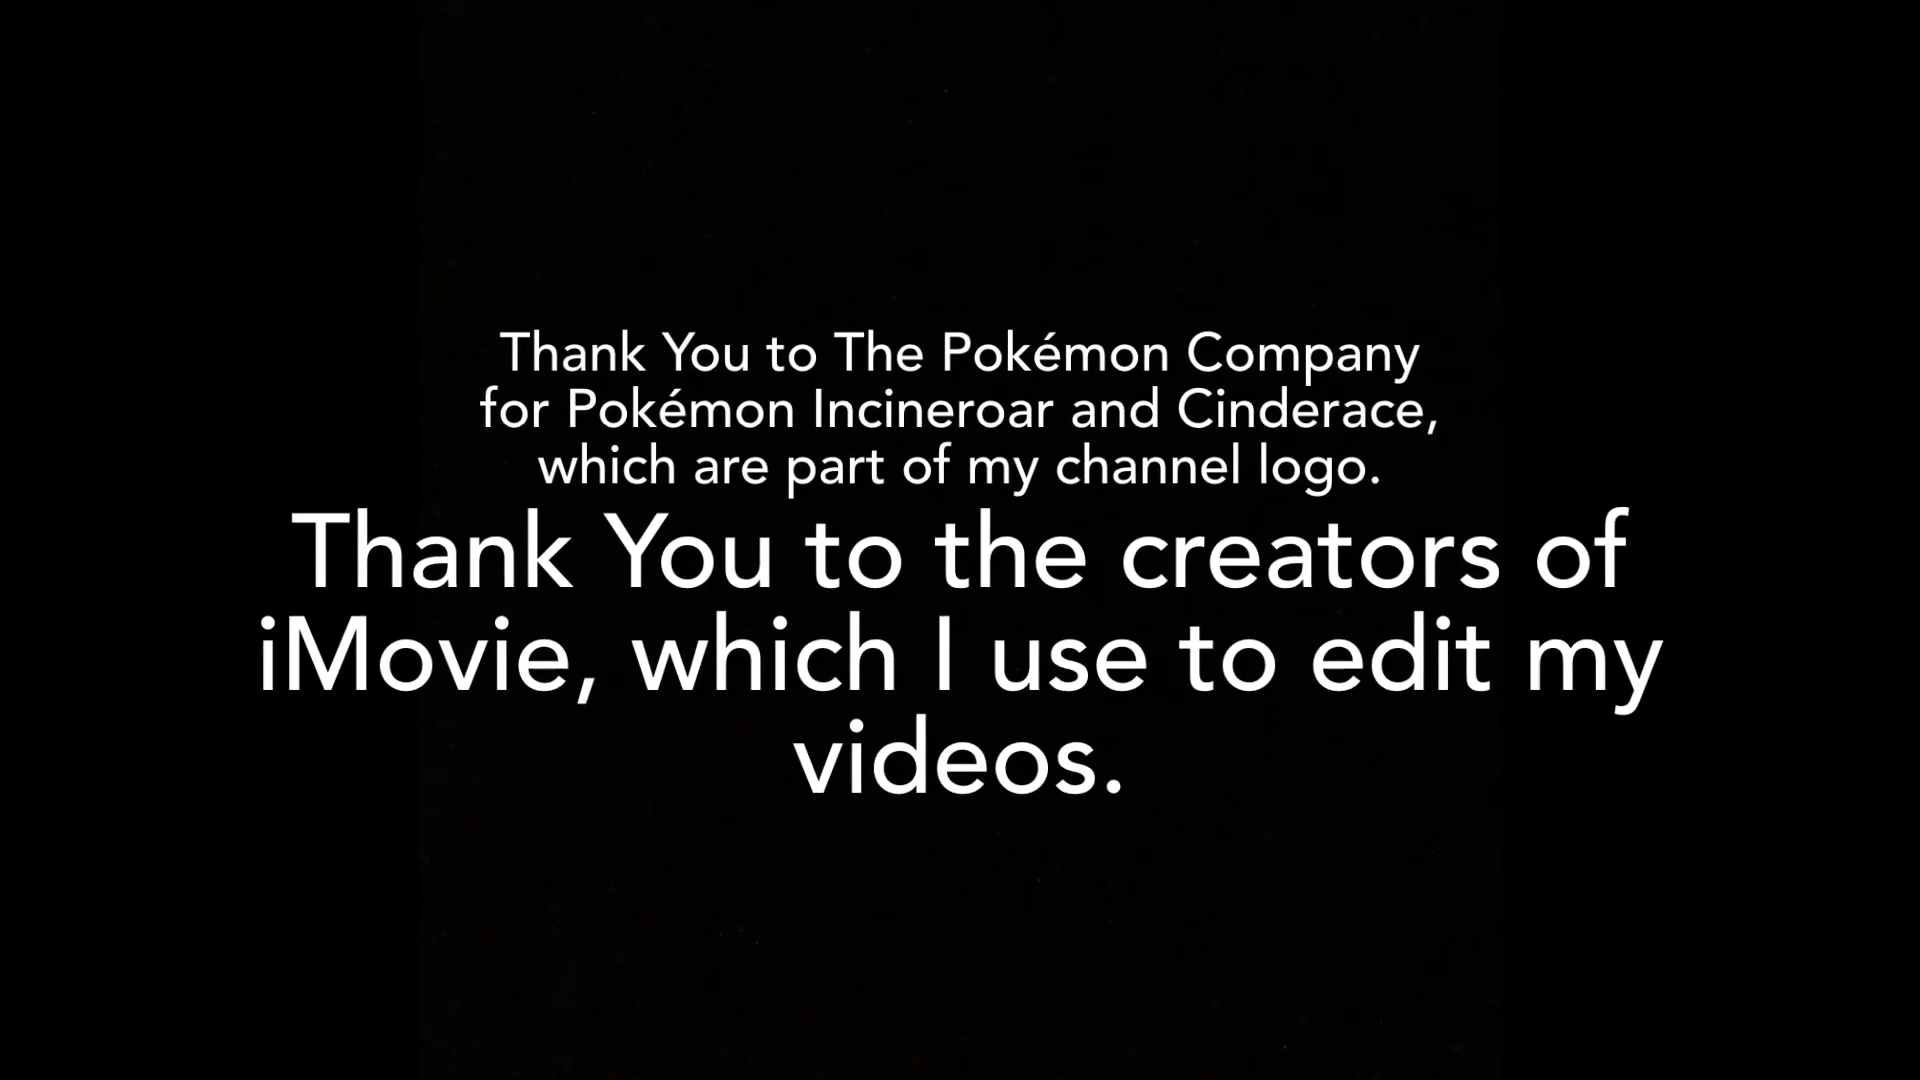 Thank You to The Pokémon Company
for Pokémon Incineroar and Cinderace,
which are part of my channel logo.
Thank You to the creators of
iMovie, which I use to edit my
videos.